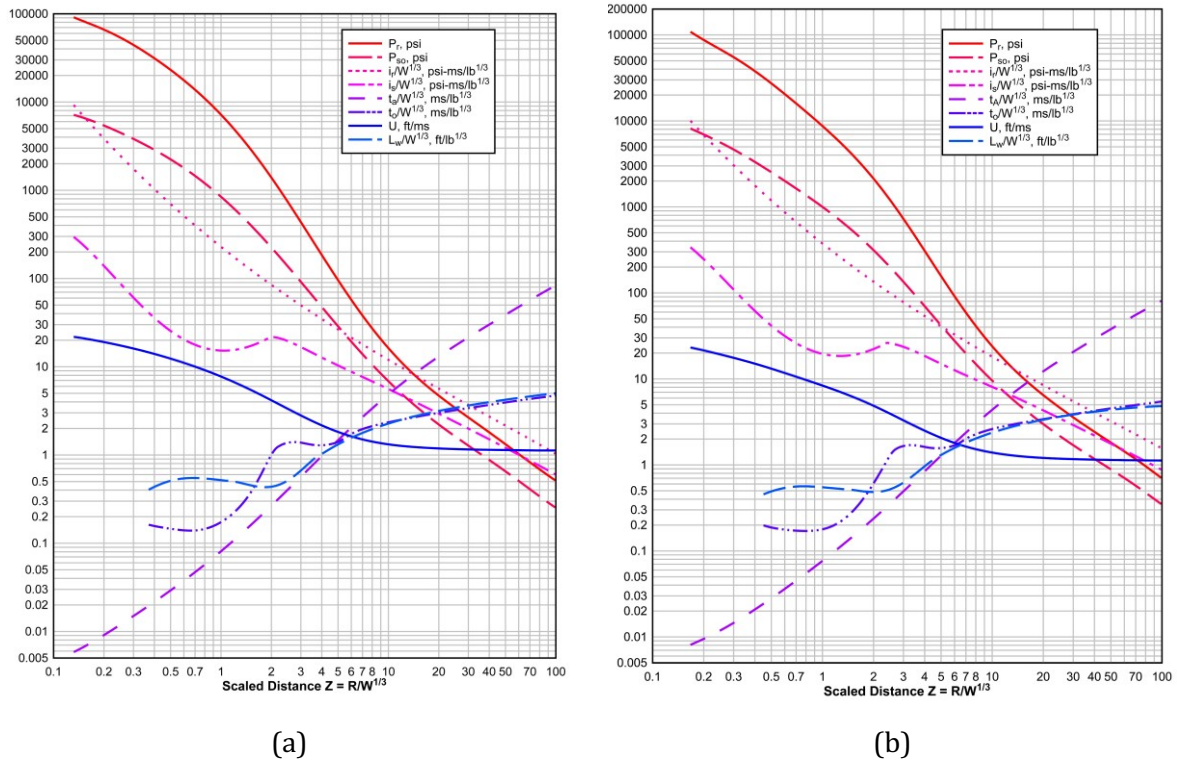 100000
50000
30000
20000
10000
5000
3000
2000
1000
500
300
200
100
50
30
20
10
5
3
2
1
0.5
0.3
0.2
0.1
0.05
0.03
0.02
0.01
0.005
Pr, psi
Pso, psi
ir/W1/3, psi-ms/lb1/3
is/W1/3, psi-ms/lb1/3
ta/W1/3, ms/lb1/3
to/W1/3, ms/lb1/3
U, ft/ms
Lw/W1/3, ft/lb1/3
0.1 0.2 0.3 0.5 0.7 1 2 3 4 5 6 7 8 10 20 30 40 50 70 100
Scaled Distance Z = R/W1/3
(a)
200000
100000
50000
30000
20000
10000
5000
3000
2000
1000
500
300
200
100
50
30
20
10
5
3
2
1
0.5
0.3
0.2
0.1
0.05
0.03
0.02
0.01
0.005
Pr, psi
Pso, psi
ir/W1/3, psi-ms/lb1/3
is/W1/3, psi-ms/lb1/3
tA/W1/3, ms/lb1/3
to/W1/3, ms/lb1/3
U, ft/ms
Lw/W1/3, ft/lb1/3
0.1 0.2 0.3 0.5 0.7 1 2 3 4 5 6 7 8 10 20 30 40 50 70 100
Scaled Distance Z = R/W1/3
(b)